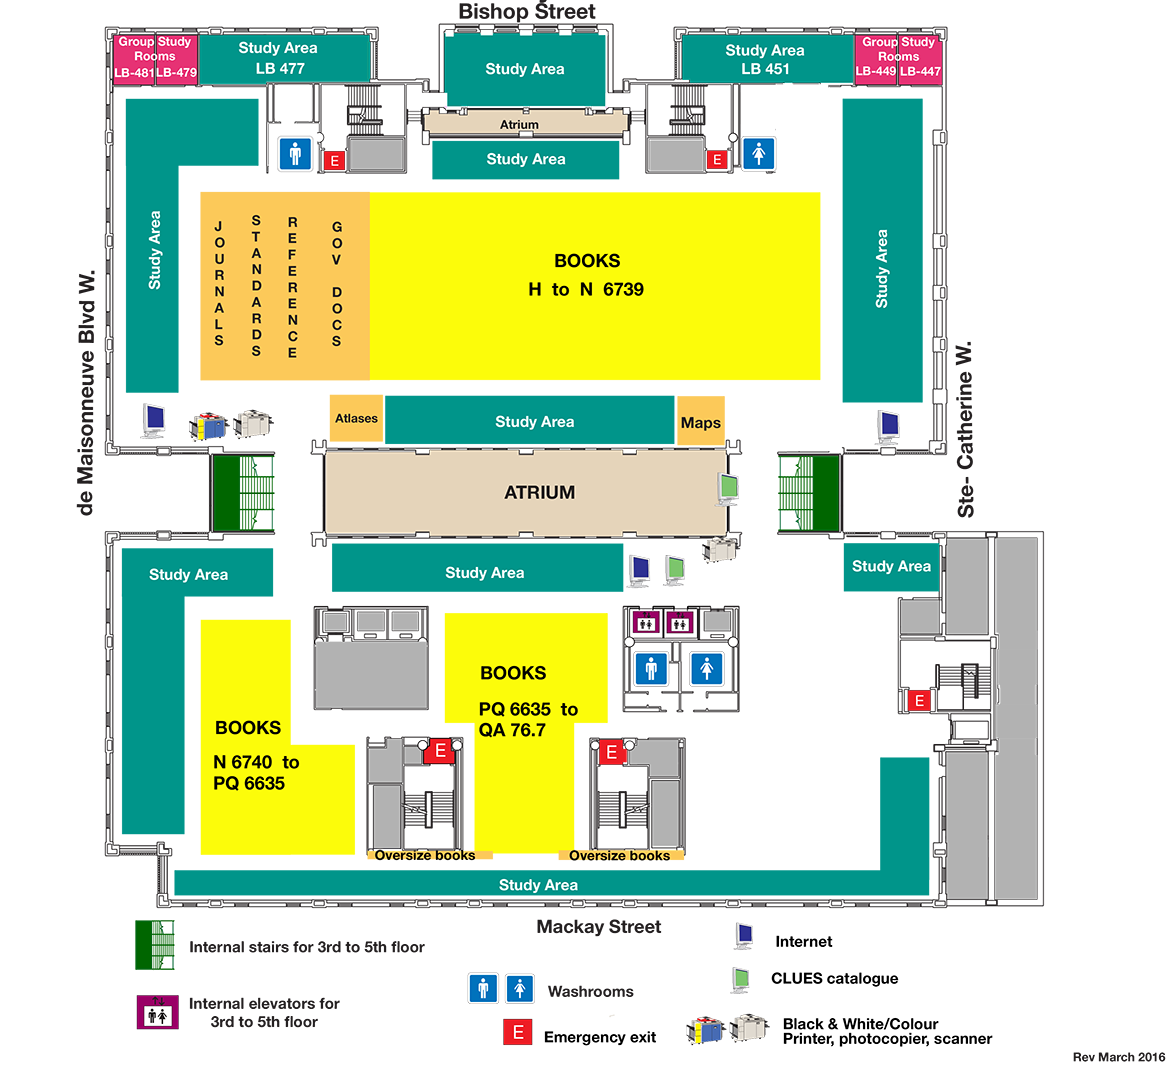 Bishop Street
Group Study
Rooms
LB-481 LB-479
Study Area
LB 477
Study Area
Study Area
LB 451
Group Study
Rooms
LB-449 LB-447
Atrium
Study Area
E
E
Study Area
JOURNALS
STANDARDS
REFERENCE
GOV DOCS
BOOKS
H to N 6739
Study Area
de Maisonneuve Blvd W.
Ste- Catherine W.
Atlases
Study Area
Maps
ATRIUM
Study Area
Study Area
Study Area
BOOKS
PQ 6635 to
QA 76.7
BOOKS
N 6740 to
PQ 6635
E
E
E
Oversize books
Oversize books
Study Area
Mackay Street
Internal stairs for 3rd to 5th floor
Internal elevators for
3rd to 5th floor
Washrooms
E
Emergency exit
Internet
CLUES catalogue
Black & White/Colour
Printer, photocopier, scanner
Rev March 2016